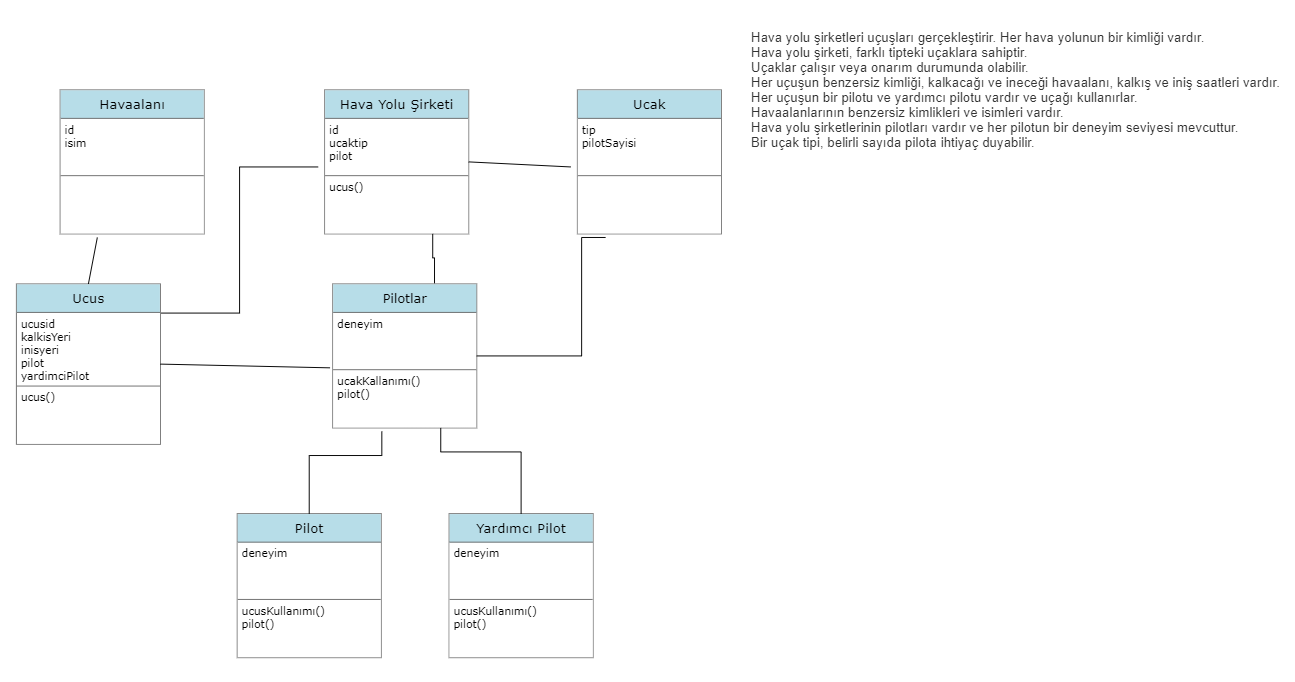 Hava yolu şirketleri uçuşları gerçekleştirir. Her hava yolunun bir kimliği vardır.
Hava yolu şirketi, farklı tipteki uçaklara sahiptir.
Uçaklar çalışır veya onarım durumunda olabilir.
Her uçuşun benzersiz kimliği, kalkacağı ve ineceği havaalanı, kalkış ve iniş saatleri vardır.
Her uçuşun bir pilotu ve yardımcı pilotu vardır ve uçağı kullanırlar.
Havaalanlarının benzersiz kimlikleri ve isimleri vardır.
Hava yolu şirketlerinin pilotları vardır ve her pilotun bir deneyim seviyesi mevcuttur.
Bir uçak tipi, belirli sayıda pilota ihtiyaç duyabilir.
Havaalanı
id
isim
Hava Yolu Şirketi
id
ucaktip
pilot
ucus()
Ucak
tip
pilotSayisi
Ucus
ucusid
kalkisYeri
inisyeri
pilot
yardimciPilot
ucus()
Pilotlar
deneyim
ucakKallanımı()
pilot()
Pilot
deneyim
ucusKullanımı()
pilot()
Yardımcı Pilot
deneyim
ucusKullanımı()
pilot()